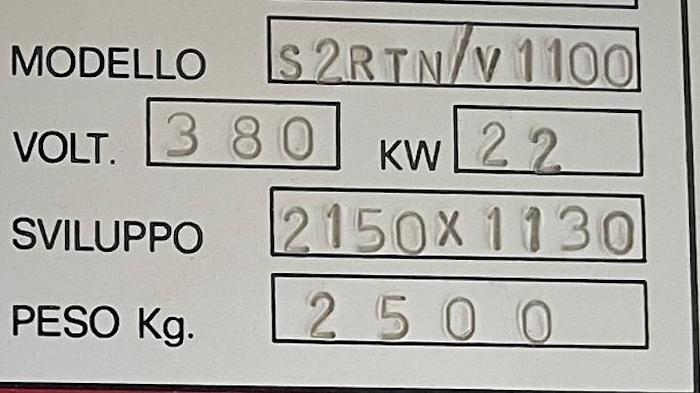 MODELLO S2RTN/V1100
VOLT. 380 KW 22
SVILUPPO 2150X1130
PESO Kg. 2500